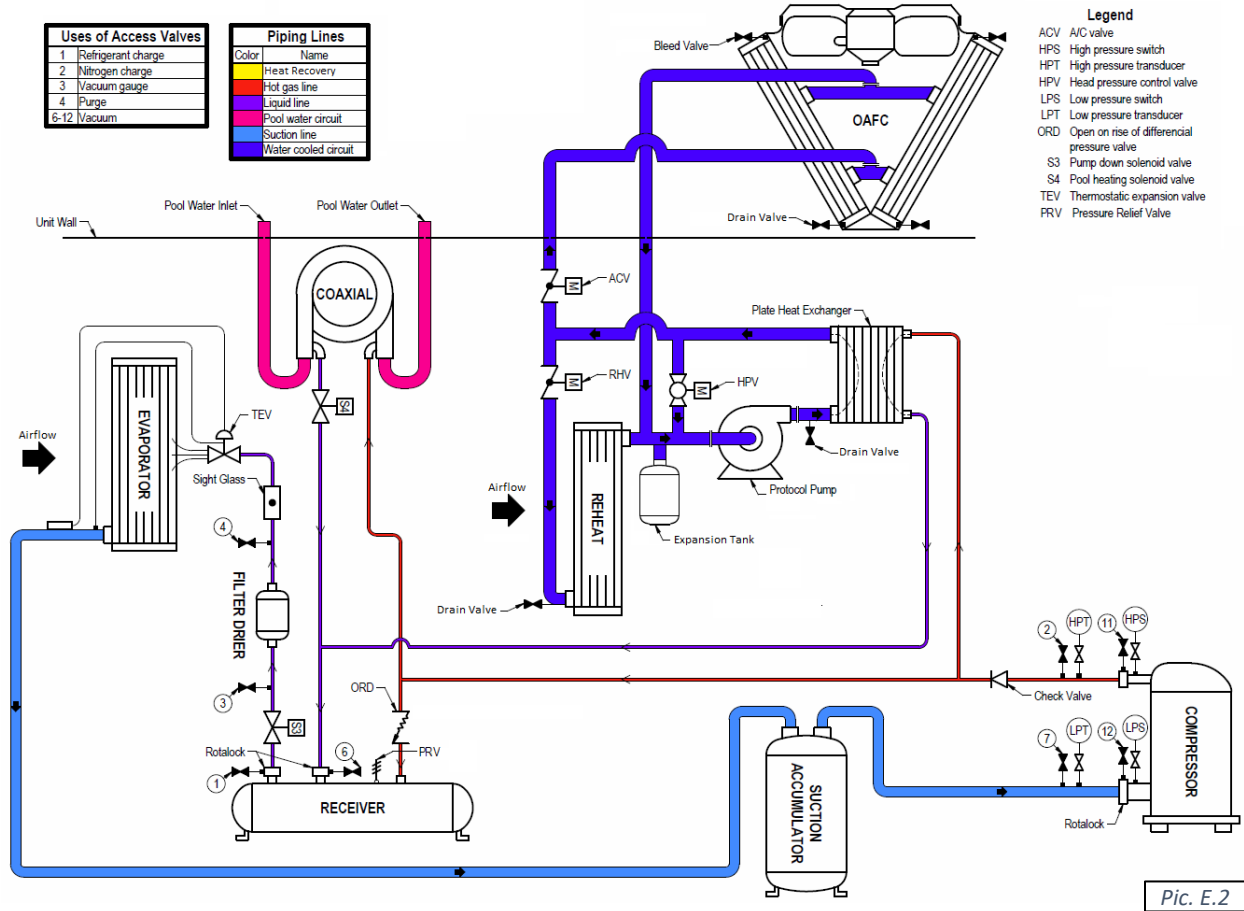 Uses of Access Valves
1 Refrigerant charge
2 Nitrogen charge
3 Vacuum gauge
4 Purge
6-12 Vacuum
Piping Lines
Color Name
Heat Recovery
Hot gas line
Liquid line
Pool water circuit
Suction line
Water cooled circuit
Legend
ACV A/C valve
HPS High pressure switch
HPT High pressure transducer
HPV Head pressure control valve
LPS Low pressure switch
LPT Low pressure transducer
ORD Open on rise of differencial
pressure valve
S3 Pump down solenoid valve
S4 Pool heating solenoid valve
TEV Thermostatic expansion valve
PRV Pressure Relief Valve
Bleed Valve
OAFC
Drain Valve
Pool Water Inlet
Pool Water Outlet
Unit Wall
COAXIAL
M
ACV
Plate Heat Exchanger
M
RHV
M
HPV
S4
EVAPORATOR
TEV
Airflow
Sight Glass
4
FILTER DRIER
3
S3
Rotalock
1
6
PRV
ORD
RECEIVER
Airflow
REHEAT
Drain Valve
Expansion Tank
Protocol Pump
Drain Valve
2
HPT
11
HPS
Check Valve
COMPRESSOR
7
LPT
12
LPS
Rotalock
SUCTION
ACCUMULATOR
Pic. E.2